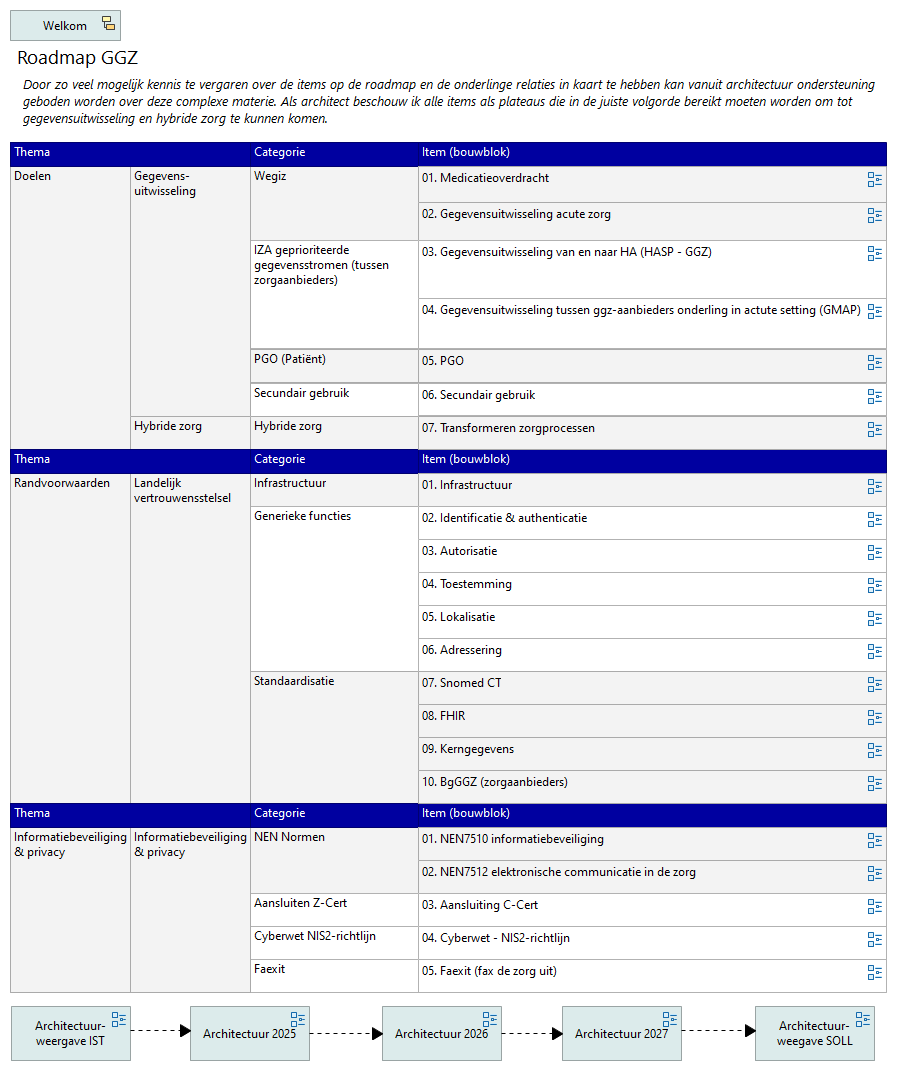 Welkom
Roadmap GGZ
Door zo veel mogelijk kennis te vergaren over de items op de roadmap en de onderlinge relaties in kaart te hebben kan vanuit architectuur ondersteuning
geboden worden over deze complexe materie. Als architect beschouw ik alle items als plateaus die in de juiste volgorde bereikt moeten worden om tot
gegevensuitwisseling en hybride zorg te kunnen komen.
Thema Categorie Item (bouwblok)
Doelen
Gegevens-
uitwisseling
Wegiz
01. Medicatieoverdracht
02. Gegevensuitwisseling acute zorg
IZA geprioriteerde
gegevensstromen (tussen
zorgaanbieders)
03. Gegevensuitwisseling van en naar HA (HASP - GGZ)
04. Gegevensuitwisseling tussen ggz-aanbieders onderling in actute setting (GMAP)
PGO (Patiënt)
05. PGO
Secundair gebruik
06. Secundair gebruik
Hybride zorg
Hybride zorg
07. Transformeren zorgprocessen
Thema Categorie Item (bouwblok)
Randvoorwaarden
Landelijk
vertrouwensstelsel
Infrastructuur
01. Infrastructuur
Generieke functies
02. Identificatie & authenticatie
03. Autorisatie
04. Toestemming
05. Lokalisatie
06. Adressering
Standaardisatie
07. Snomed CT
08. FHIR
09. Kerngegevens
10. BgGGZ (zorgaanbieders)
Thema Categorie Item (bouwblok)
Informatiebeveiliging
& privacy
Informatiebeveiliging
& privacy
NEN Normen
01. NEN7510 informatiebeveiliging
02. NEN7512 elektronische communicatie in de zorg
Aansluiten Z-Cert
03. Aansluiting C-Cert
Cyberwet NIS2-richtlijn
04. Cyberwet - NIS2-richtlijn
Faexit
05. Faexit (fax de zorg uit)
Architectuur-
weergave IST
Architectuur 2025
Architectuur 2026
Architectuur 2027
Architectuur-
weegave SOLL